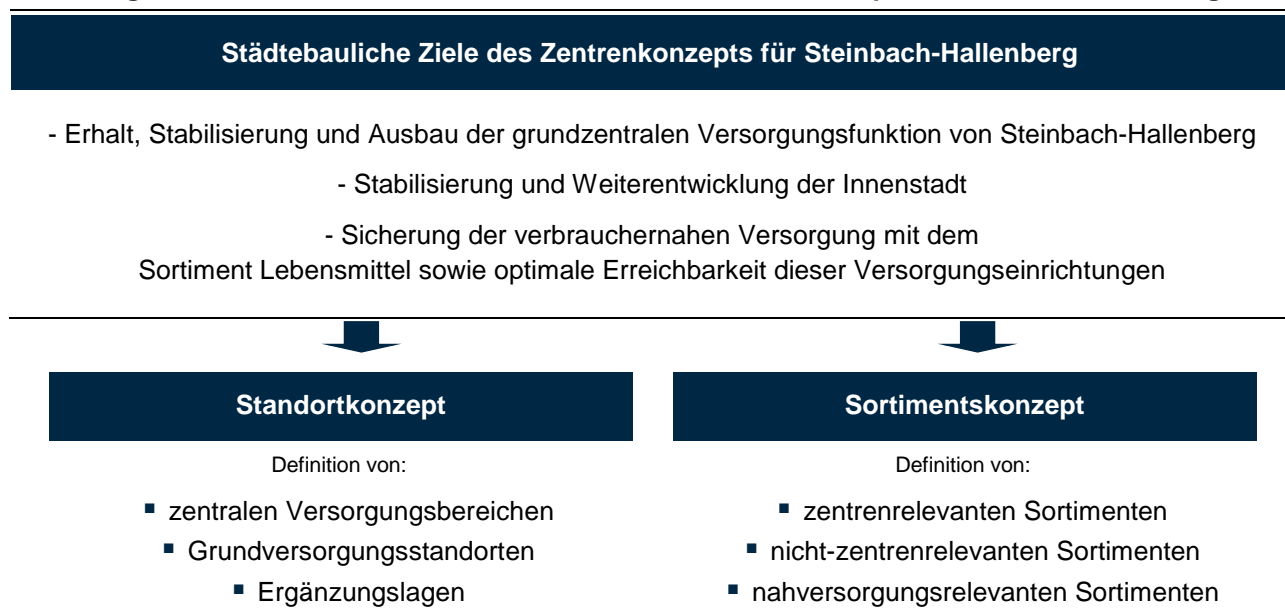 Städtebauliche Ziele des Zentrenkonzepts für Steinbach-Hallenberg
- Erhalt, Stabilisierung und Ausbau der grundzentralen Versorgungsfunktion von Steinbach-Hallenberg
- Stabilisierung und Weiterentwicklung der Innenstadt
- Sicherung der verbrauchernahen Versorgung mit dem
Sortiment Lebensmittel sowie optimale Erreichbarkeit dieser Versorgungseinrichtungen
Standortkonzept
Definition von:
▪ zentralen Versorgungsbereichen
▪ Grundversorgungsstandorten
▪ Ergänzungslagen
Sortimentskonzept
Definition von:
▪ zentrenrelevanten Sortimenten
▪ nicht-zentrenrelevanten Sortimenten
▪ nahversorgungsrelevanten Sortimenten